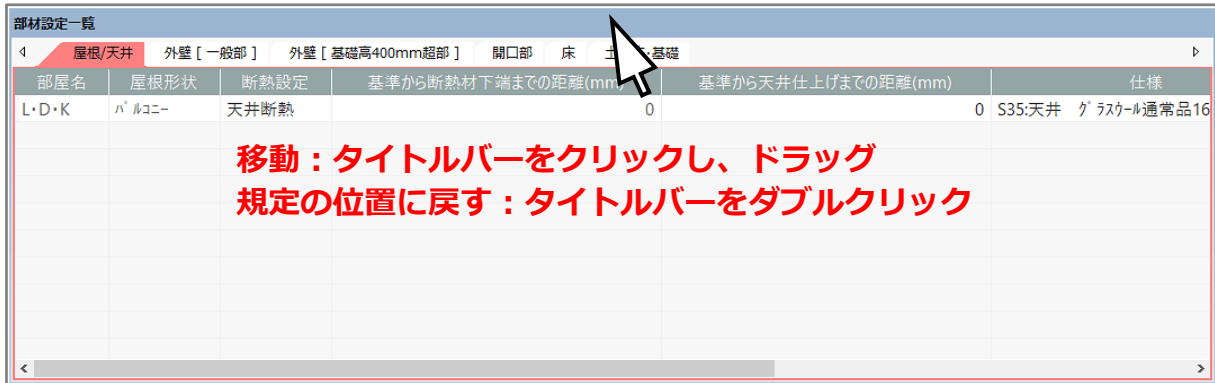 部材設定一覧
屋根/天井 外壁 [ 一般部 ] 外壁 [ 基礎高400mm超部 ] 開口部 床 基礎
部屋名 屋根形状 断熱設定 基準から断熱材下端までの距離(mm) 基準から天井仕上げまでの距離(mm) 仕様
L・D・K ﾊﾞﾙｺﾆｰ 天井断熱 0 0 S35:天井 ｸﾞﾗｽｳｰﾙ通常品16
移動：タイトルバーをクリックし、ドラッグ
規定の位置に戻す：タイトルバーをダブルクリック